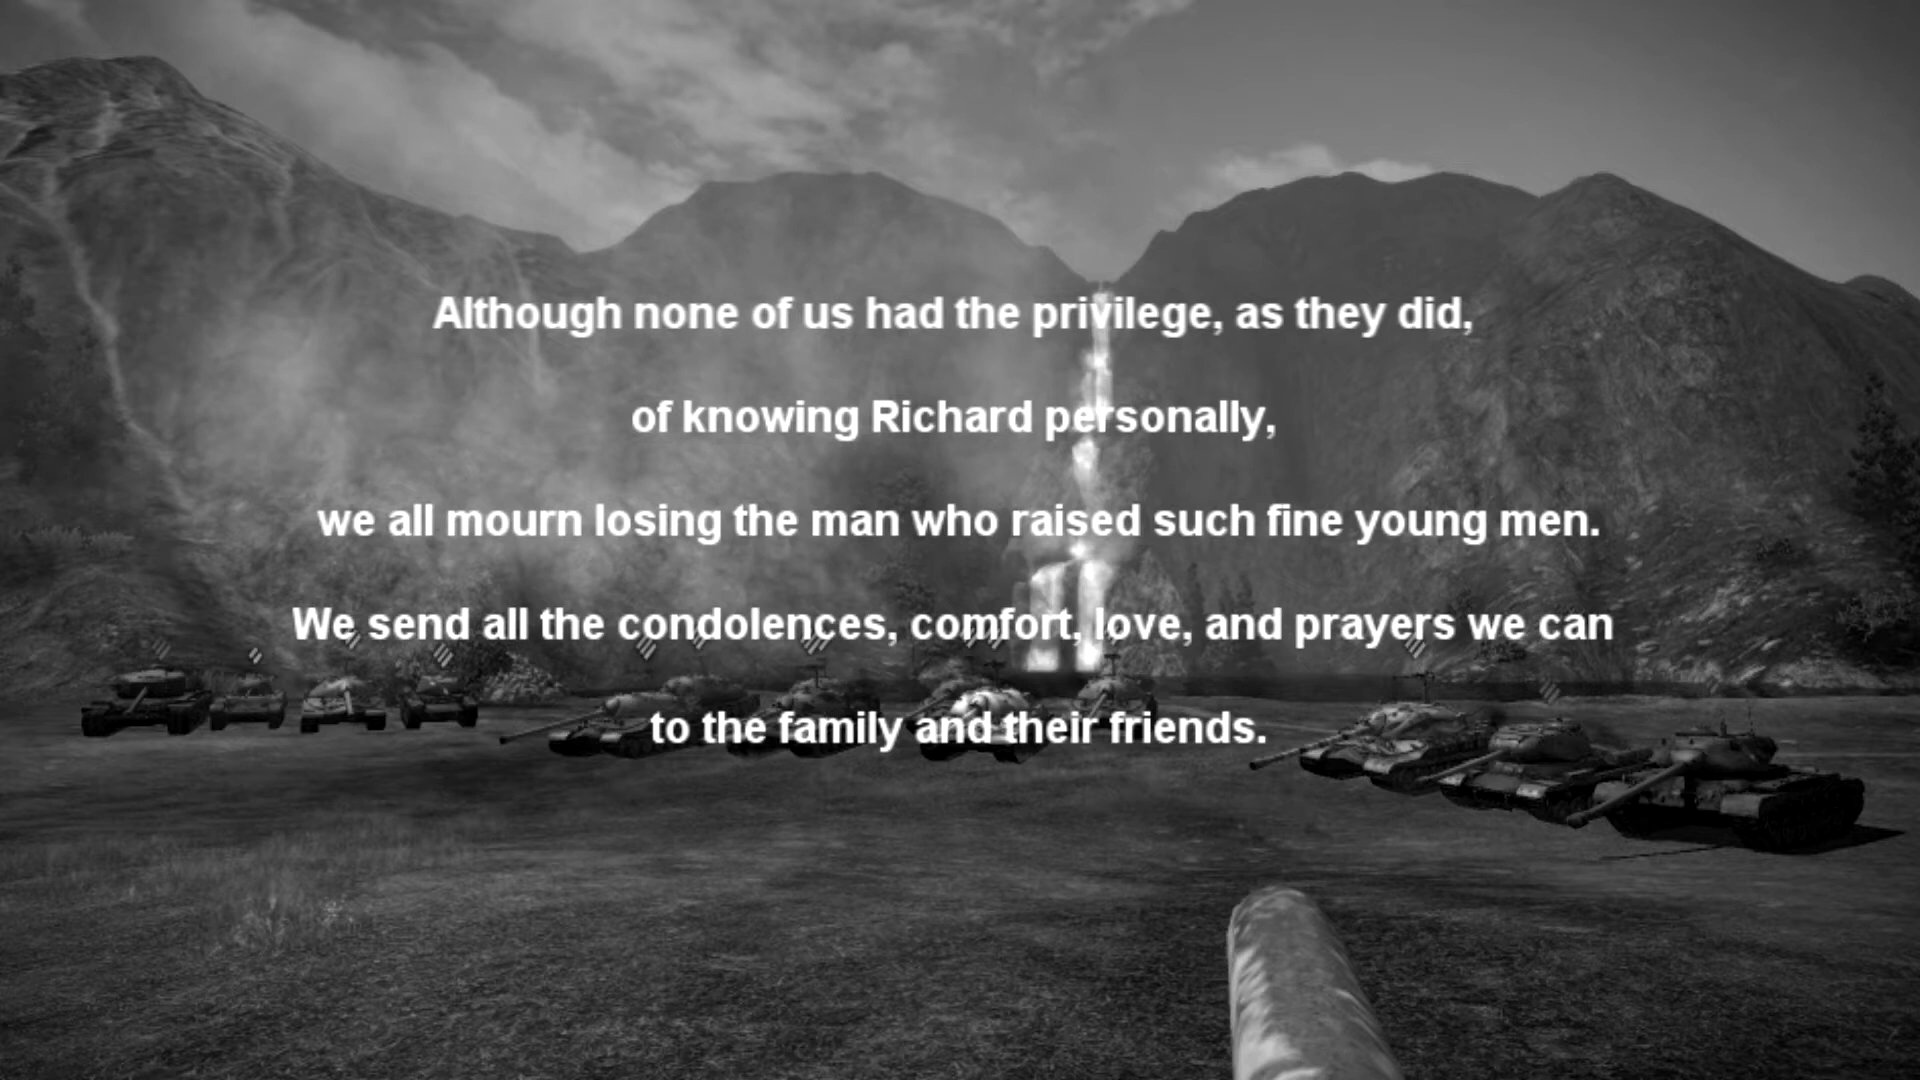 Although none of us had the privilege, as they did,
of knowing Richard personally,
we all mourn losing the man who raised such fine young men.
We send all the condolences, comfort, love, and prayers we can
to the family and their friends.